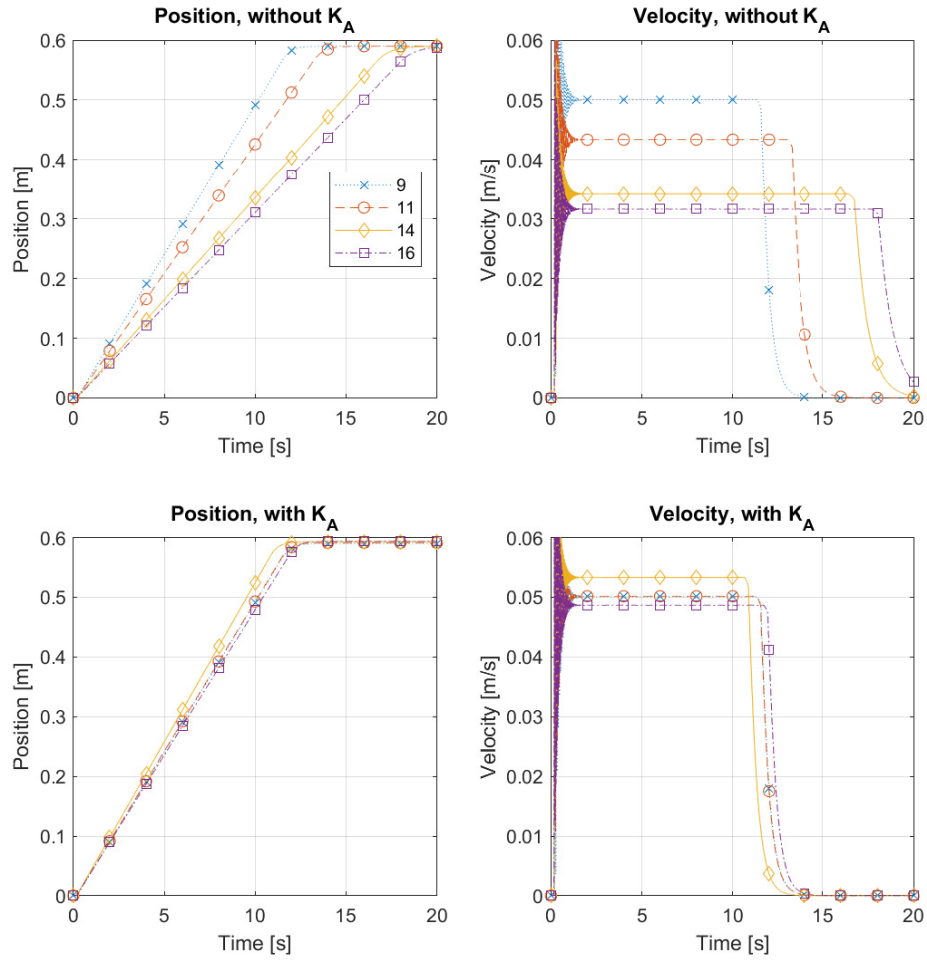 Position, without K_A
Velocity, without K_A
0.6
0.5
0.4
0.3
0.2
0.1
0
Position [m]
9
11
14
16
0 5 10 15 20
Time [s]
0.06
0.05
0.04
0.03
0.02
0.01
0
Velocity [m/s]
0 5 10 15 20
Time [s]
Position, with K_A
Velocity, with K_A
0.6
0.5
0.4
0.3
0.2
0.1
0
Position [m]
0 5 10 15 20
Time [s]
0.06
0.05
0.04
0.03
0.02
0.01
0
Velocity [m/s]
0 5 10 15 20
Time [s]